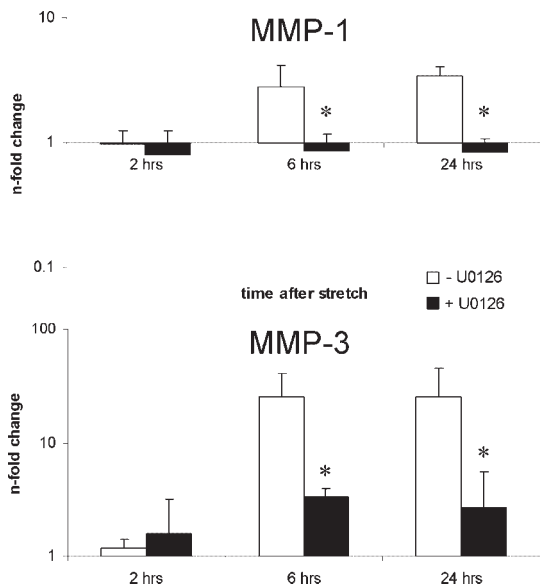 10
MMP-1
n-fold change
* *
1
2 hrs 6 hrs 24 hrs
0.1
time after stretch
- U0126
+ U0126
100
MMP-3
n-fold change
10
* *
1
2 hrs 6 hrs 24 hrs